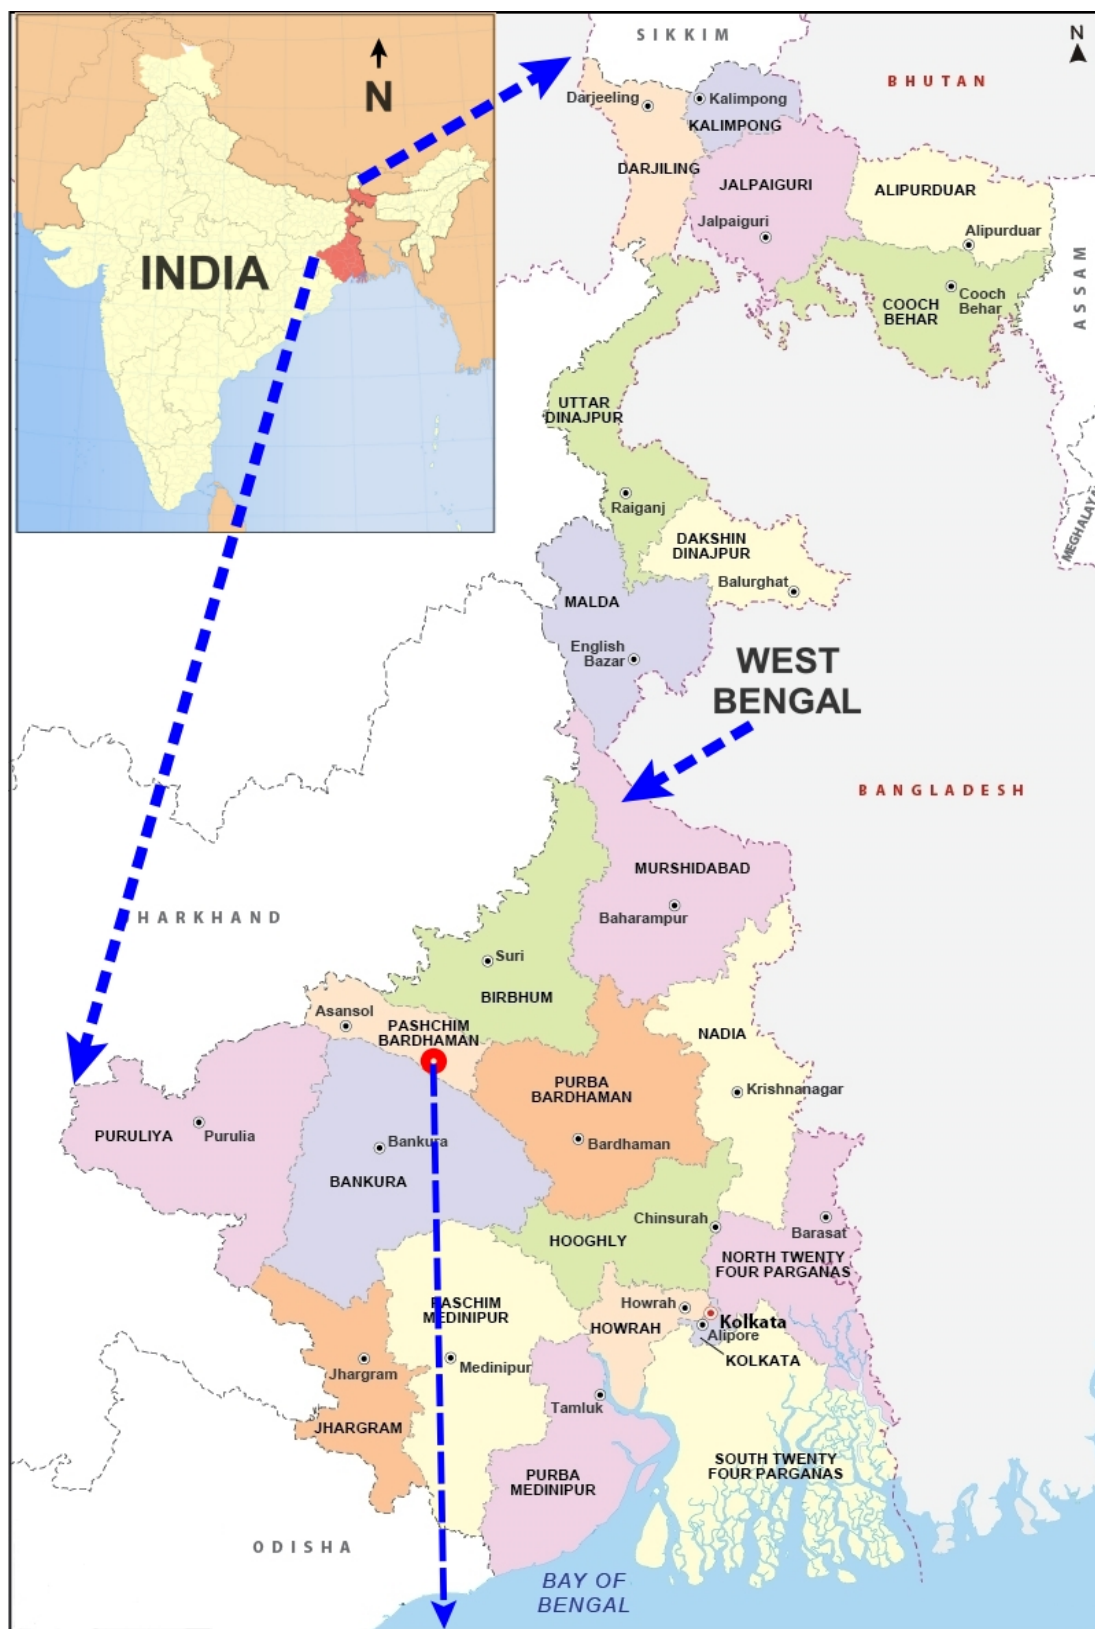 N
INDIA
SIKKIM
N
BHUTAN
Darjeeling
Kalimpong
KALIMPONG
DARJILING
JALPAIGURI
ALIPURDUAR
Jalpaiguri
Alipurduar
COOCH
BEHAR
Cooch
Behar
ASSAM
UTTAR
DINAJPUR
Raiganj
DAKSHIN
DINAJPUR
MEGHALAYA
Balurghat
MALDA
English
Bazar
WEST
BENGAL
BANGLADESH
MURSHIDABAD
Baharampur
HARKHAND
Suri
BIRBHUM
Asansol
PASHCHIM
BARDHAMAN
NADIA
PURBA
BARDHAMAN
Krishnanagar
PURULIYA
Purulia
Bankura
Bardhaman
BANKURA
Chinsurah
Barasat
HOOGHLY
NORTH TWENTY
FOUR PARGANAS
PASCHIM
MEDINIPUR
Howrah
HOWRAH
Kolkata
Alipore
KOLKATA
Jhargram
Medinipur
Tamluk
JHARGRAM
SOUTH TWENTY
FOUR PARGANAS
PURBA
MEDINIPUR
ODISHA
BAY OF
BENGAL